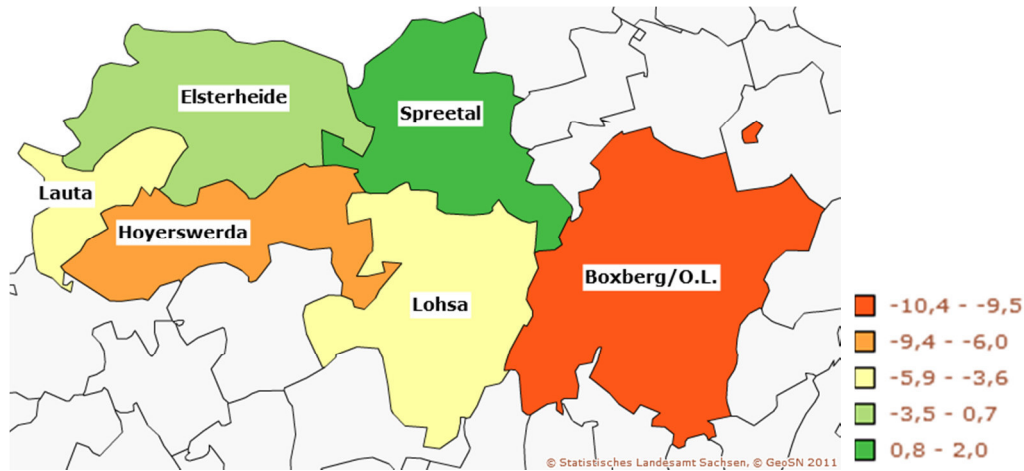 Elsterheide
Spreetal
Lauta
Hoyerswerda
Boxberg/O.L.
Lohsa
-10,4 - -9,5
-9,4 - -6,0
-5,9 - -3,6
-3,5 - 0,7
0,8 - 2,0
© Statistisches Landesamt Sachsen, © GeoSN 2011